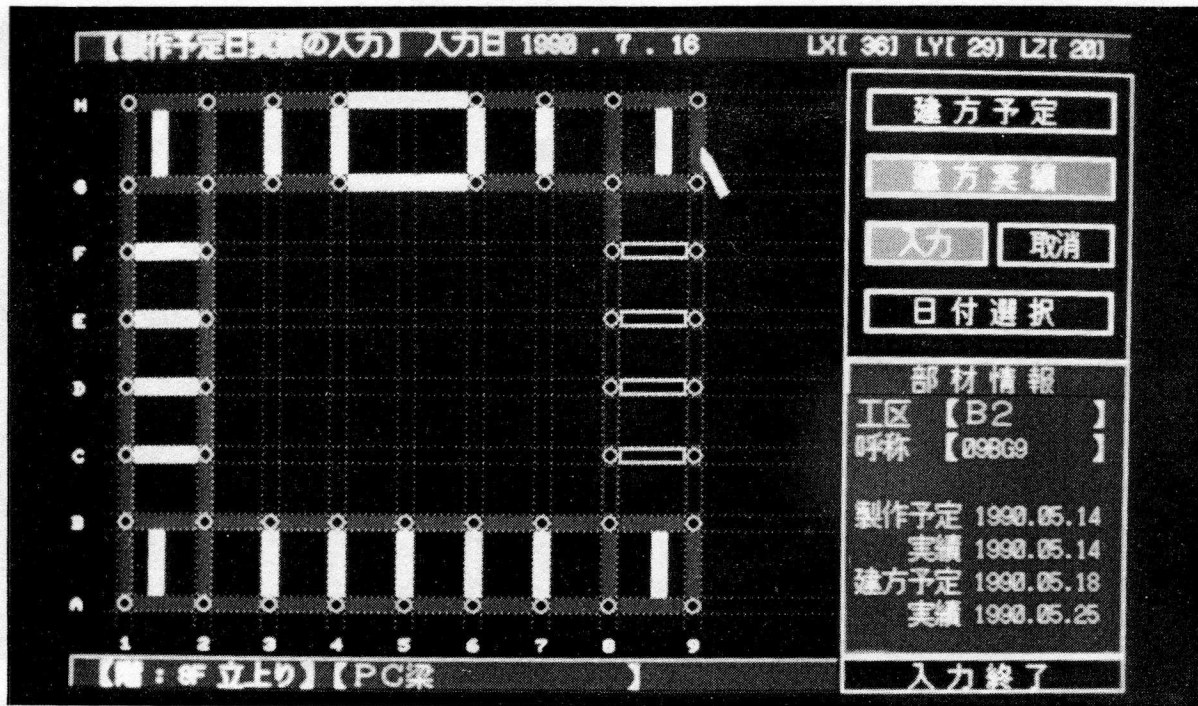 【製作予定日実績の入力】 入力日 1990 . 7 . 16 LX[ 36] LY[ 29] LZ[ 20]
建方予定
建方実績
入力 取消
日付選択
部材情報
工区 【B2 】
呼称 【09BG9 】
製作予定 1990.05.14
実績 1990.05.14
建方予定 1990.05.18
実績 1990.05.25
入力終了
H
G
F
E
D
C
B
A
1 2 3 4 5 6 7 8 9
【階 : 8F 立上り】【PC梁 】